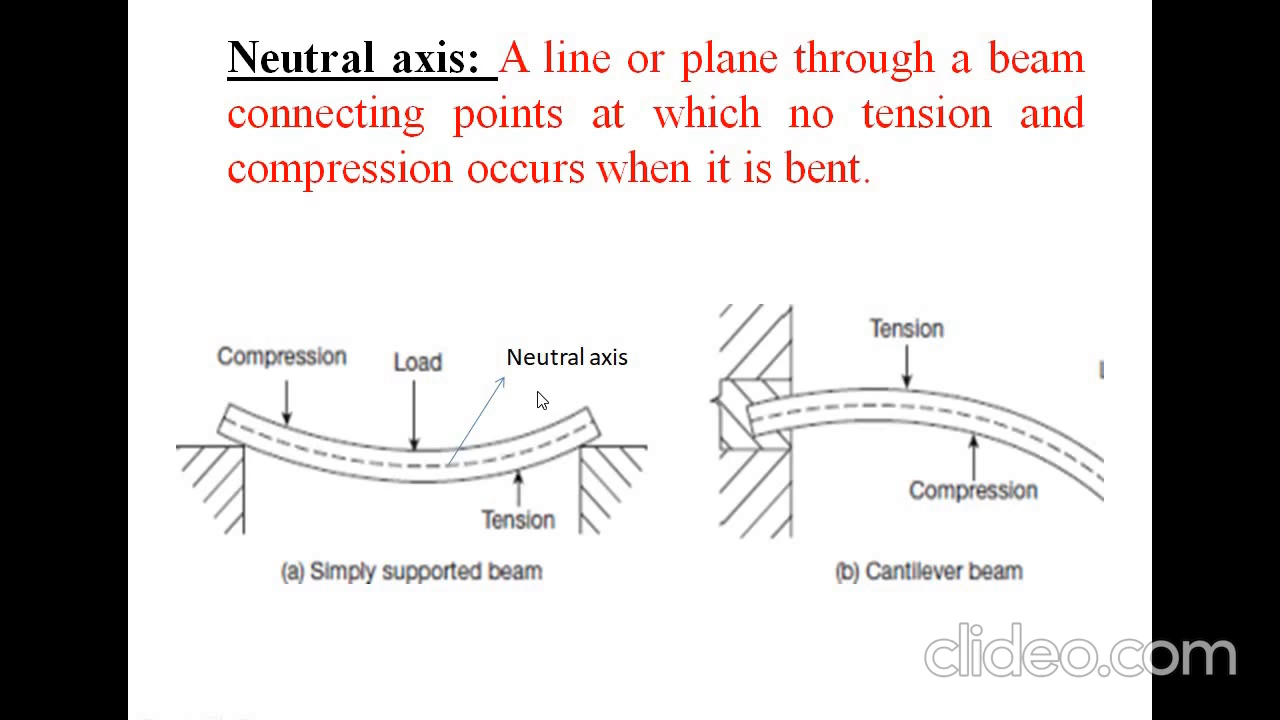 Neutral axis: A line or plane through a beam
connecting points at which no tension and
compression occurs when it is bent.
Compression
Load
Neutral axis
Tension
(a) Simply supported beam
Tension
Compression
(b) Cantilever beam
clideo.com